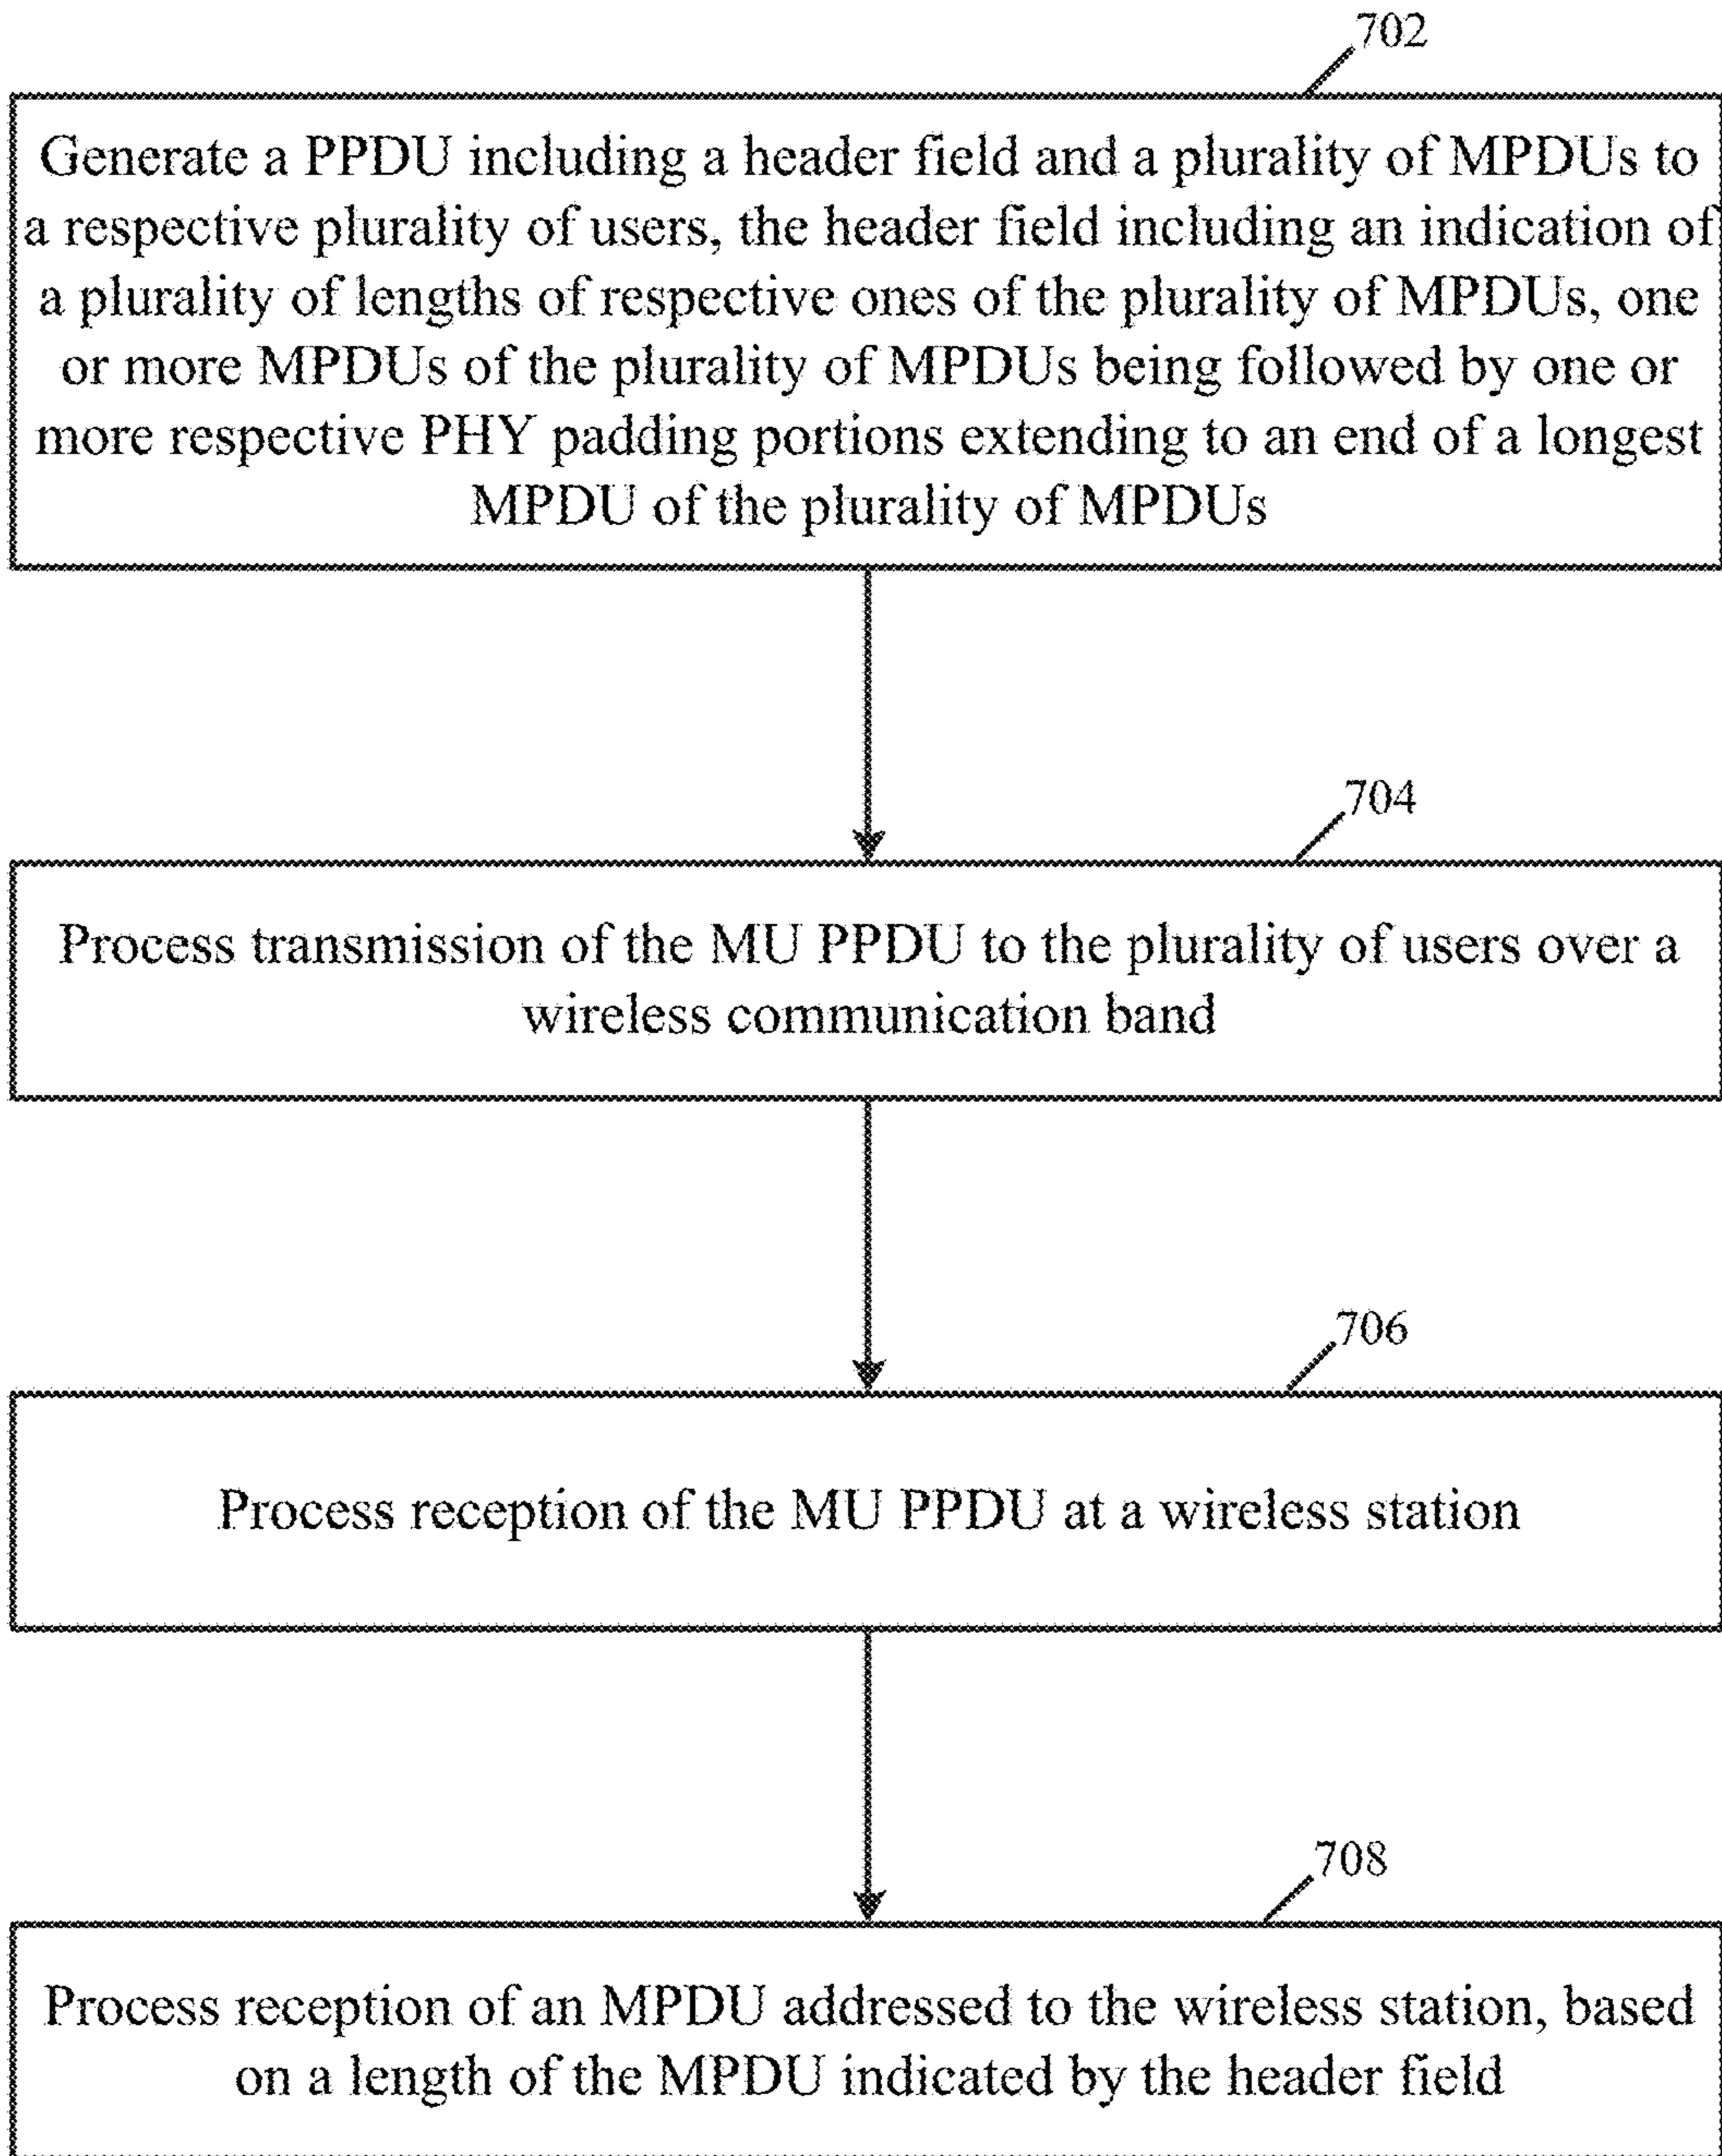 702
Generate a PPDU including a header field and a plurality of MPDUs to
a respective plurality of users, the header field including an indication of
a plurality of lengths of respective ones of the plurality of MPDUs, one
or more MPDUs of the plurality of MPDUs being followed by one or
more respective PHY padding portions extending to an end of a longest
MPDU of the plurality of MPDUs
704
Process transmission of the MU PPDU to the plurality of users over a
wireless communication band
706
Process reception of the MU PPDU at a wireless station
708
Process reception of an MPDU addressed to the wireless station, based
on a length of the MPDU indicated by the header field